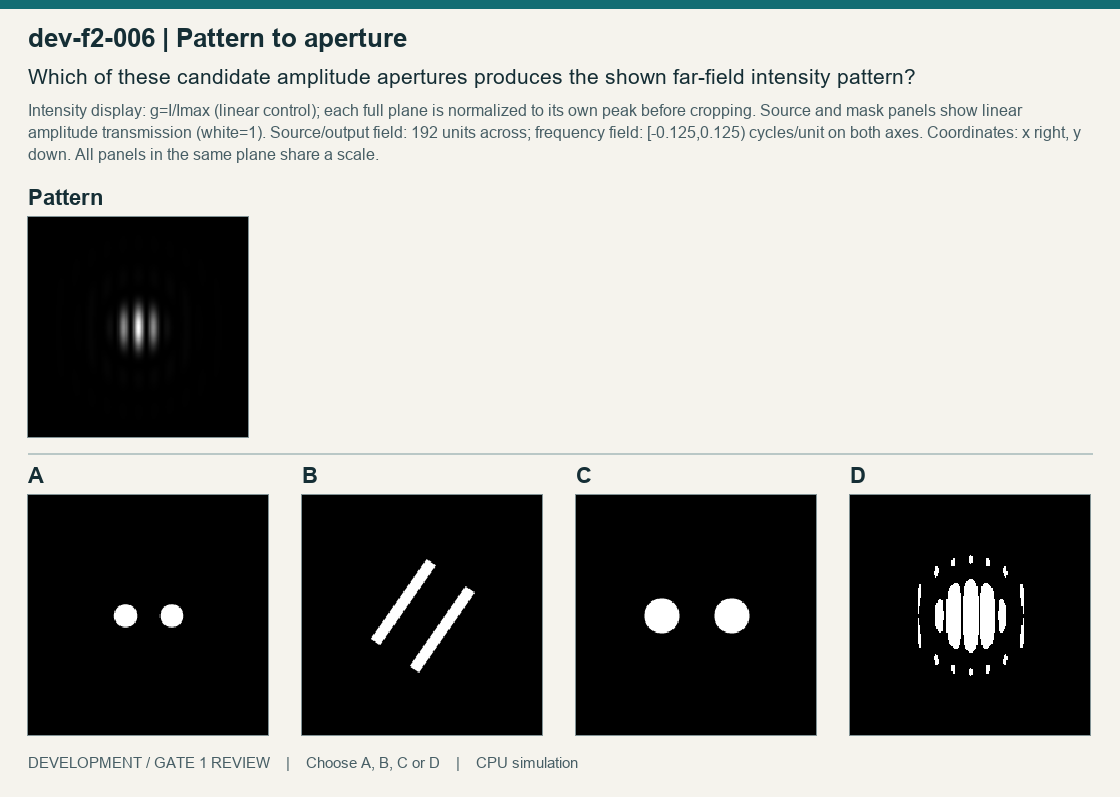 dev-f2-006 | Pattern to aperture
Which of these candidate amplitude apertures produces the shown far-field intensity pattern?
Intensity display: g=I/Imax (linear control); each full plane is normalized to its own peak before cropping. Source and mask panels show linear
amplitude transmission (white=1). Source/output field: 192 units across; frequency field: [-0.125,0.125) cycles/unit on both axes. Coordinates: x right, y
down. All panels in the same plane share a scale.
Pattern
A B C D
DEVELOPMENT / GATE 1 REVIEW | Choose A, B, C or D | CPU simulation